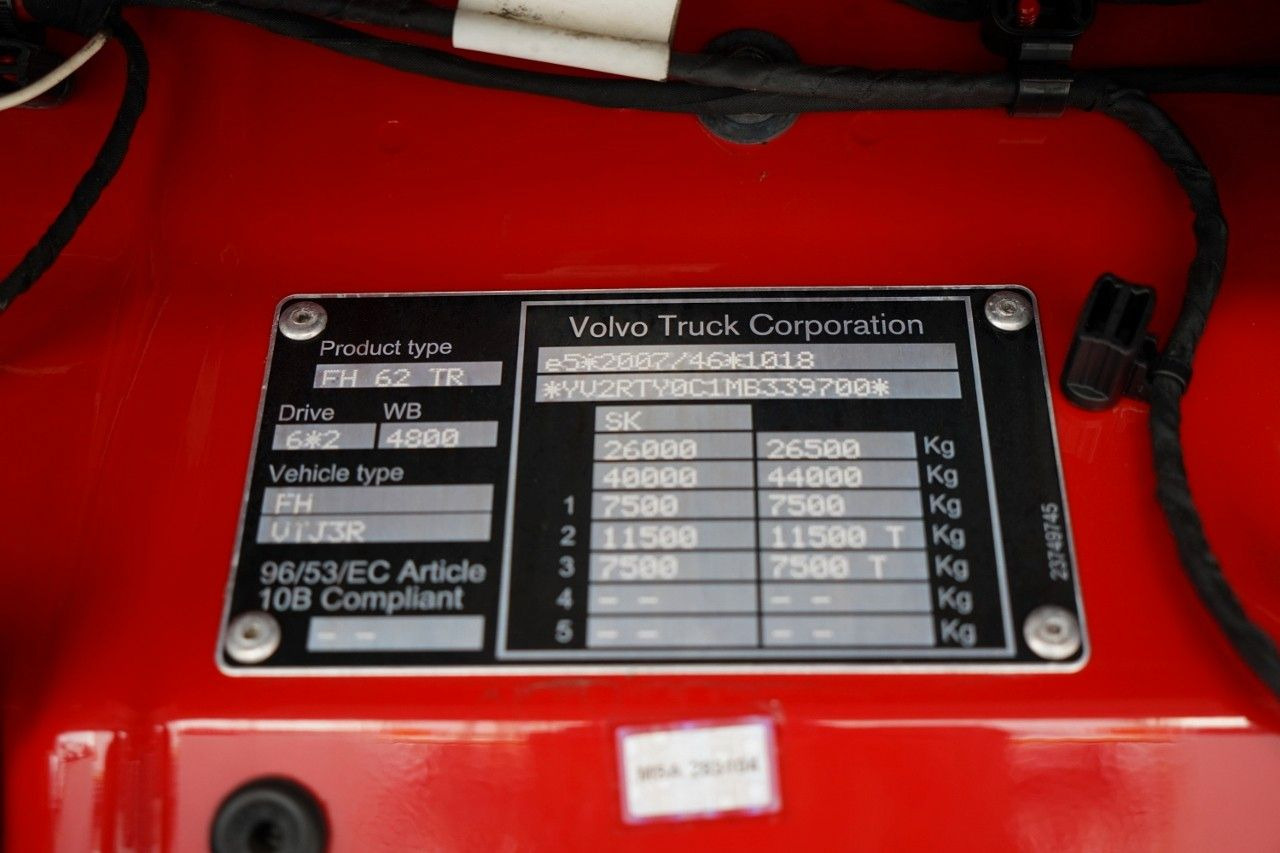 Product type
FH 62 TR
Drive WB
6*2 4800
Vehicle type
FH
VTJ3R
96/53/EC Article
10B Compliant
- -
Volvo Truck Corporation
e5*2007/46*1018
*YV2RTY0C1MB339700*
SK
26000 26500 Kg
40000 44000 Kg
1 7500 7500 Kg
2 11500 11500 T Kg
3 7500 7500 T Kg
4 - - - - Kg
5 - - - - Kg
23749745